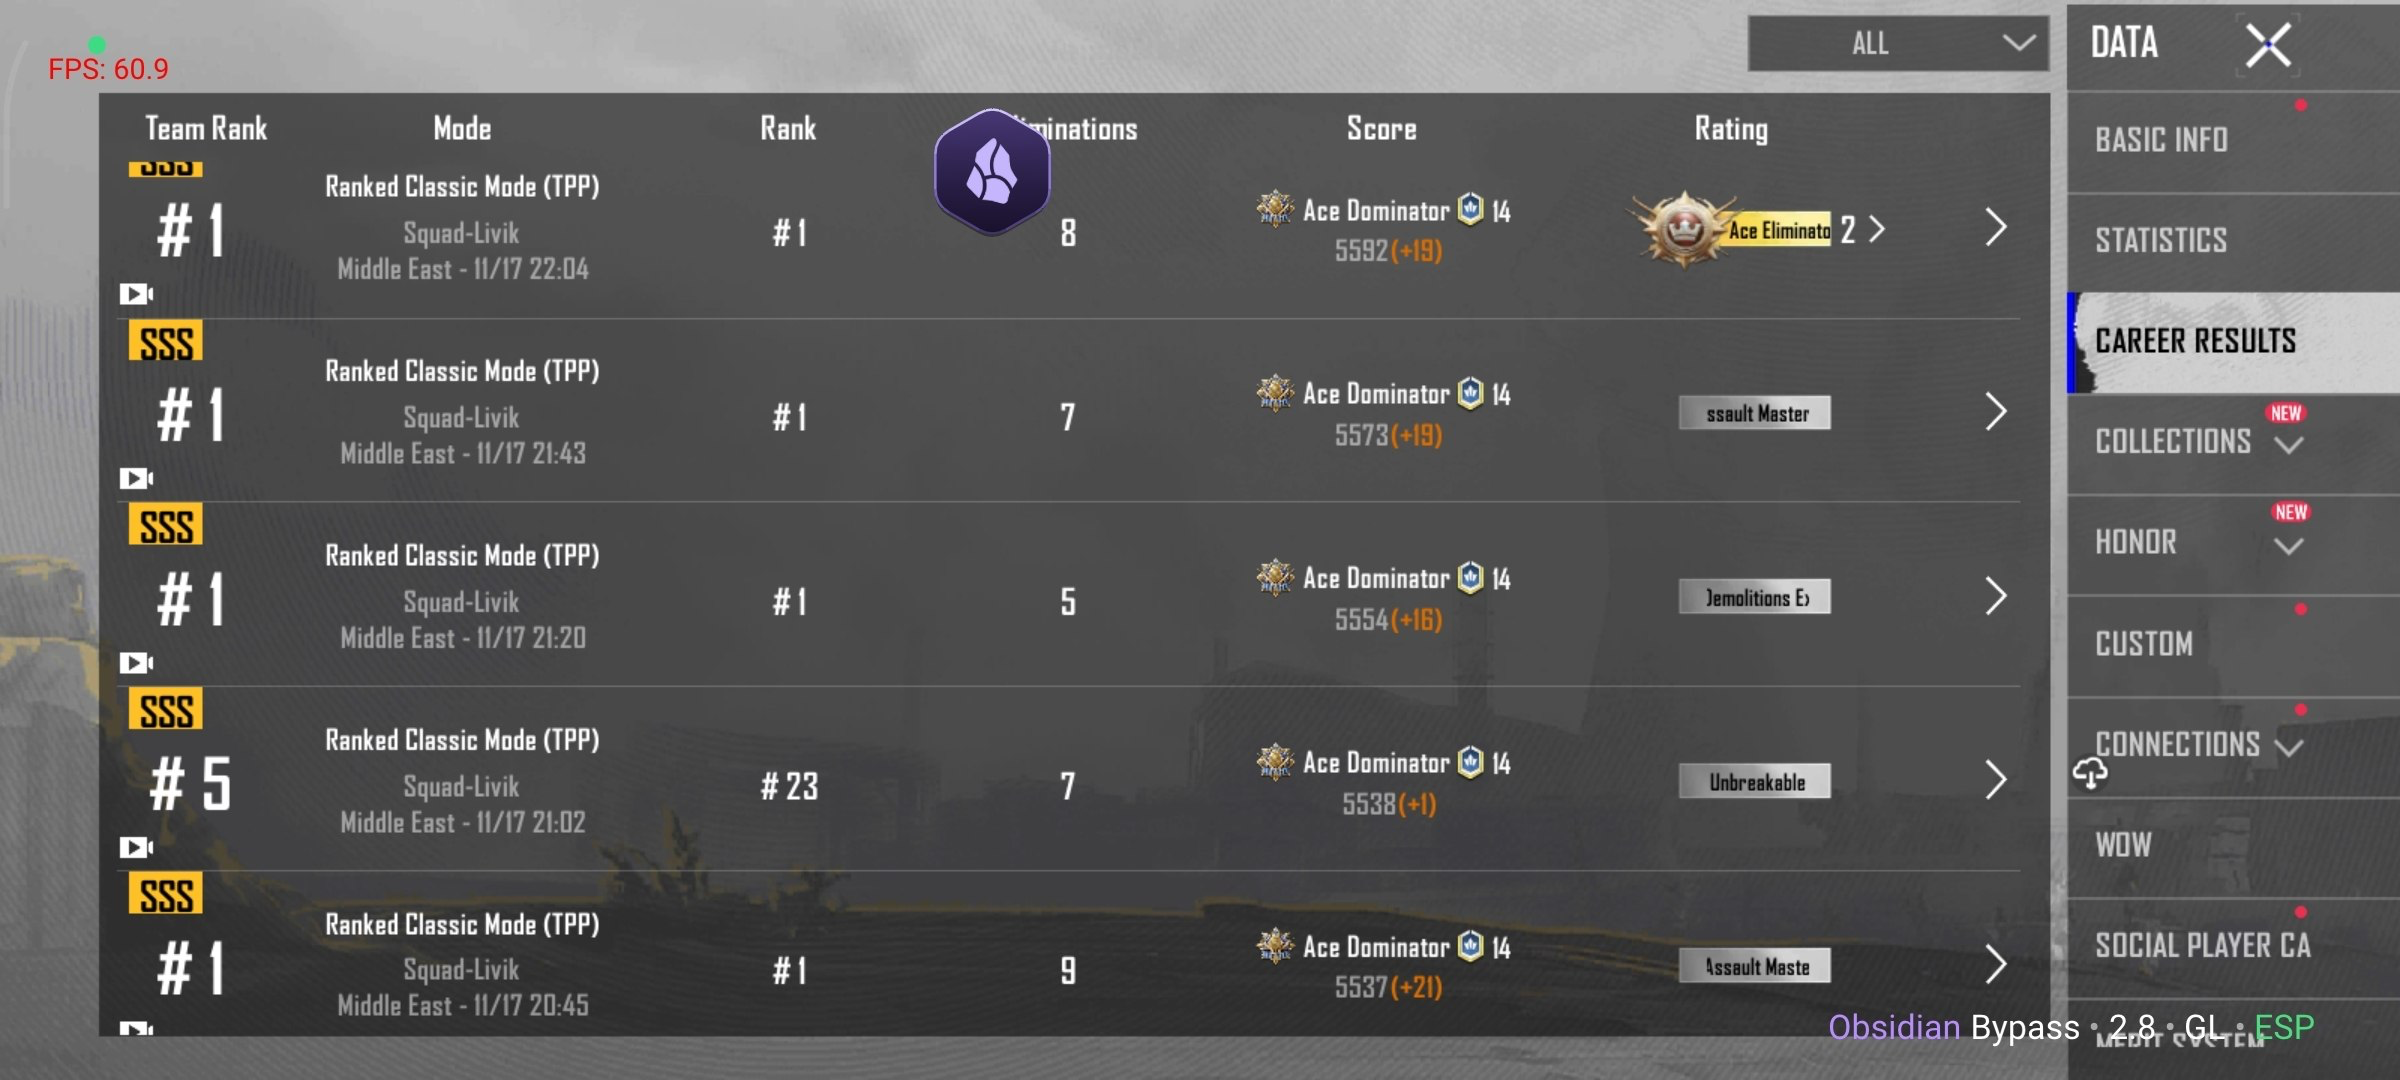 FPS: 60.9
ALL
DATA
Team Rank Mode Rank Score Rating
SSS
#1
Ranked Classic Mode (TPP)
Squad-Livik
Middle East - 11/17 22:04
#1
8
Ace Dominator 14
5592(+19)
Ace Eliminato 2
SSS
#1
Ranked Classic Mode (TPP)
Squad-Livik
Middle East - 11/17 21:43
#1
7
Ace Dominator 14
5573(+19)
ssault Master
SSS
#1
Ranked Classic Mode (TPP)
Squad-Livik
Middle East - 11/17 21:20
#1
5
Ace Dominator 14
5554(+16)
Demolitions
SSS
#5
Ranked Classic Mode (TPP)
Squad-Livik
Middle East - 11/17 21:02
#23
7
Ace Dominator 14
5538(+1)
Unbreakable
SSS
#1
Ranked Classic Mode (TPP)
Squad-Livik
Middle East - 11/17 20:45
#1
9
Ace Dominator 14
5537(+21)
Assault Maste
BASIC INFO
STATISTICS
CAREER RESULTS
NEW
COLLECTIONS
NEW
HONOR
CUSTOM
CONNECTIONS
WOW
SOCIAL PLAYER CA
MERIT SYSTEM
Obsidian Bypass · 2.8 · GL · ESP